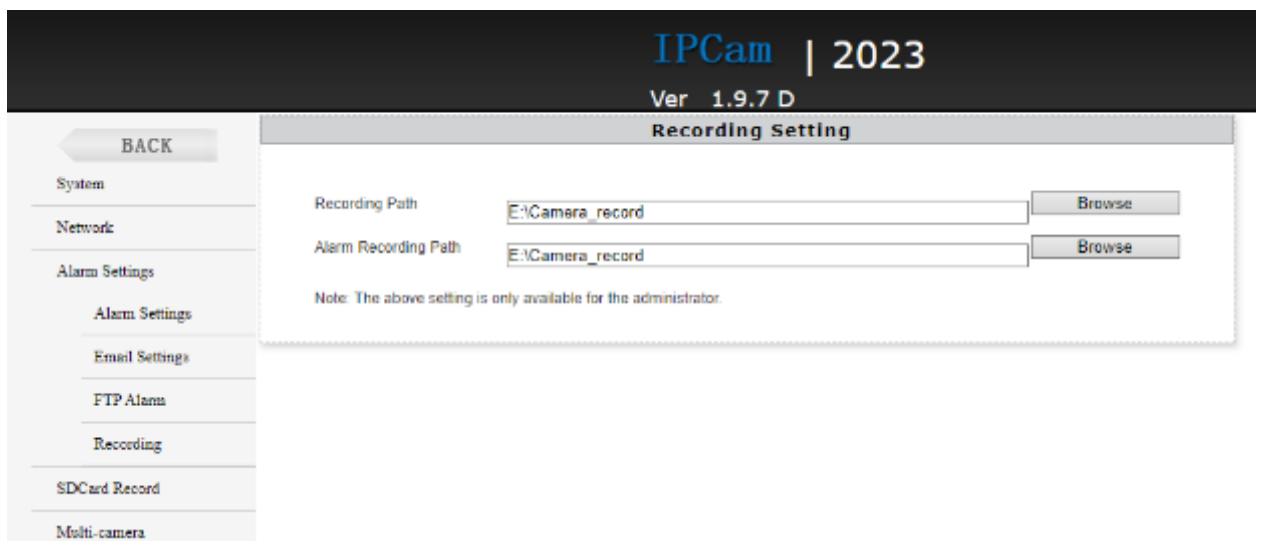 IPCam | 2023
Ver 1.9.7 D
Recording Setting
BACK
System
Network
Alarm Settings
Alarm Settings
Email Settings
FTP Alarm
Recording
SDCard Record
Multi-camera
Recording Path
E:\Camera_record
Browse
Alarm Recording Path
E:\Camera_record
Browse
Note: The above setting is only available for the administrator.